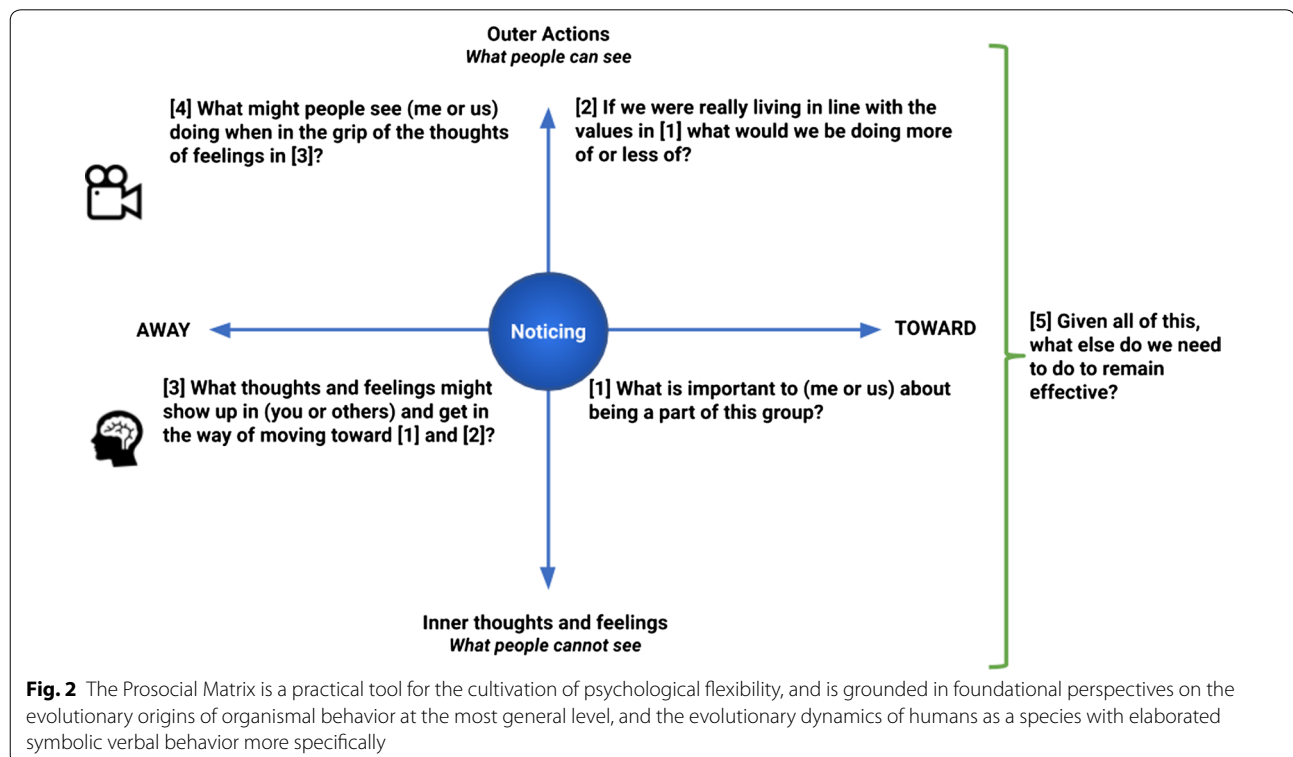 Outer Actions
What people can see
[4] What might people see (me or us)
doing when in the grip of the thoughts
of feelings in [3]?
[2] If we were really living in line with the
values in [1] what would we be doing more
of or less of?
AWAY
Noticing
TOWARD
[3] What thoughts and feelings might
show up in (you or others) and get in
the way of moving toward [1] and [2]?
[1] What is important to (me or us) about
being a part of this group?
[5] Given all of this,
what else do we need
to do to remain
effective?
Inner thoughts and feelings
What people cannot see
Fig. 2 The Prosocial Matrix is a practical tool for the cultivation of psychological flexibility, and is grounded in foundational perspectives on the
evolutionary origins of organismal behavior at the most general level, and the evolutionary dynamics of humans as a species with elaborated
symbolic verbal behavior more specifically